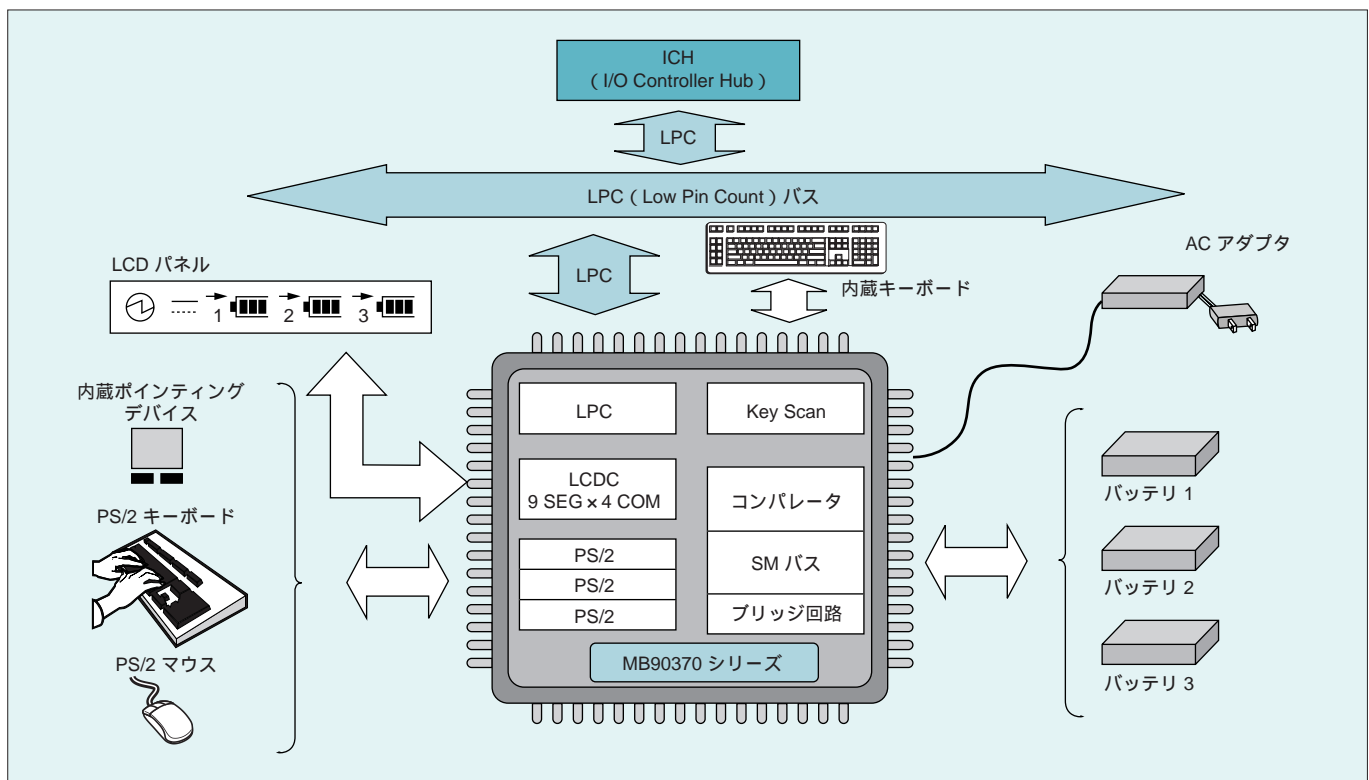 ICH
( I/O Controller Hub )
LPC
LPC ( Low Pin Count ) バス
LPC
内蔵キーボード
AC アダプタ
LCD パネル
1 2 3
内蔵ポインティング
デバイス
PS/2 キーボード
PS/2 マウス
LPC
Key Scan
LCDC
9 SEG × 4 COM
コンパレータ
PS/2
SM バス
PS/2
PS/2
ブリッジ回路
MB90370 シリーズ
バッテリ 1
バッテリ 2
バッテリ 3